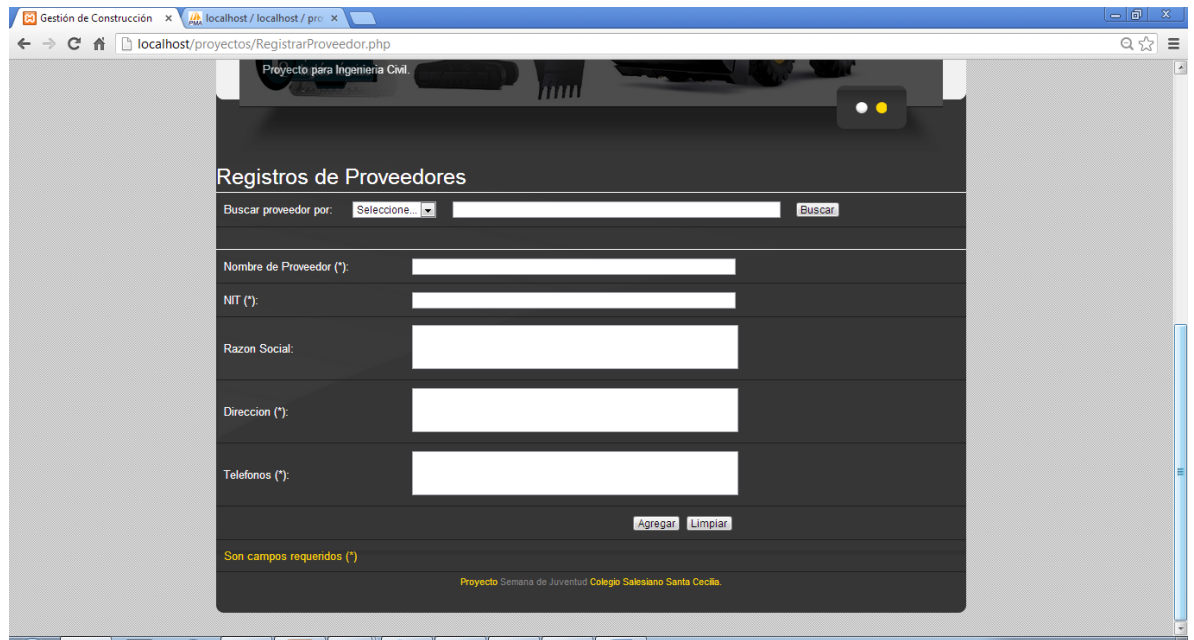 Gestión de Construcción
localhost / localhost / pro
localhost/proyectos/RegistrarProveedor.php
Proyecto para Ingenieria Civil.
Registros de Proveedores
Buscar proveedor por: Seleccione... Buscar
Nombre de Proveedor (*):
NIT (*):
Razon Social:
Direccion (*):
Telefonos (*):
Agregar Limpiar
Son campos requeridos (*)
Proyecto Semana de Juventud Colegio Salesiano Santa Cecilia.